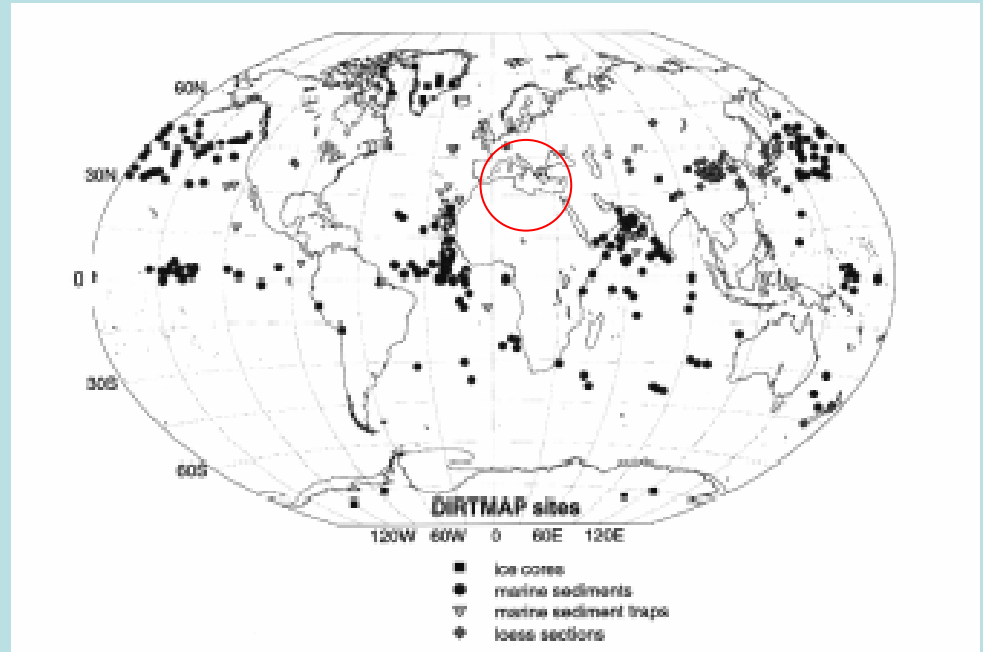 60N
30N
0
30S
60S
DIRTMAP sites
120W 60W 0 60E 120E
ice cores
marine sediments
marine sediment traps
loess sections